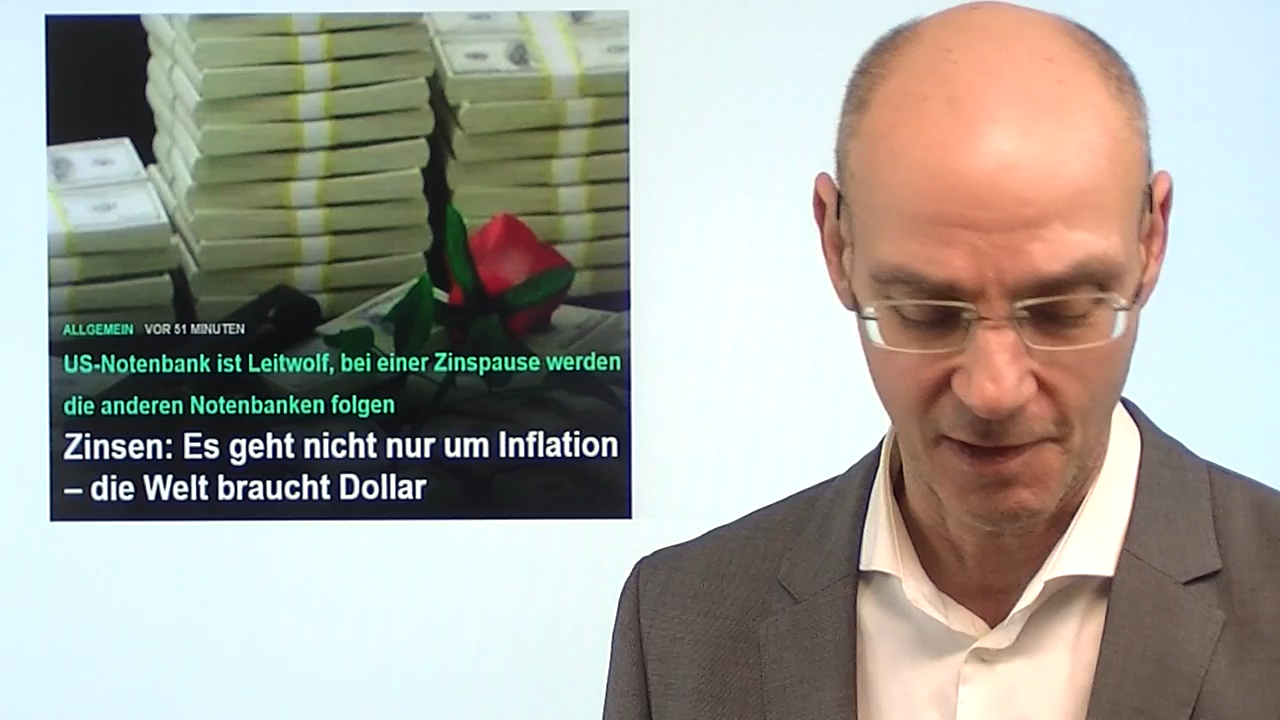 ALLGEMEIN VOR 51 MINUTEN
US-Notenbank ist Leitwolf, bei einer Zinspause werden
die anderen Notenbanken folgen
Zinsen: Es geht nicht nur um Inflation
– die Welt braucht Dollar